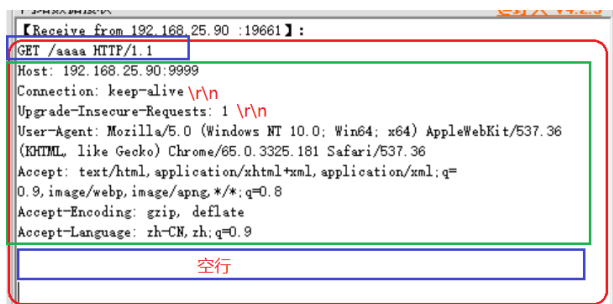 【Receive from 192.168.25.90 :19661】:
GET /aaaa HTTP/1.1
Host: 192.168.25.90:9999
Connection: keep-alive \r\n
Upgrade-Insecure-Requests: 1 \r\n
User-Agent: Mozilla/5.0 (Windows NT 10.0; Win64; x64) AppleWebKit/537.36
(KHTML, like Gecko) Chrome/65.0.3325.181 Safari/537.36
Accept: text/html,application/xhtml+xml,application/xml;q=
0.9,image/webp,image/apng,*/*;q=0.8
Accept-Encoding: gzip, deflate
Accept-Language: zh-CN,zh;q=0.9
空行